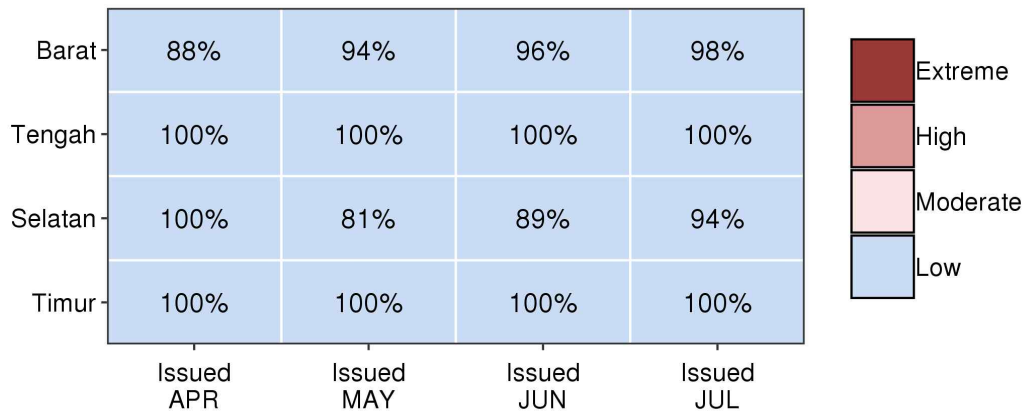 Barat 88% 94% 96% 98%
Tengah 100% 100% 100% 100%
Selatan 100% 81% 89% 94%
Timur 100% 100% 100% 100%
Issued Issued Issued Issued
APR MAY JUN JUL
Extreme
High
Moderate
Low